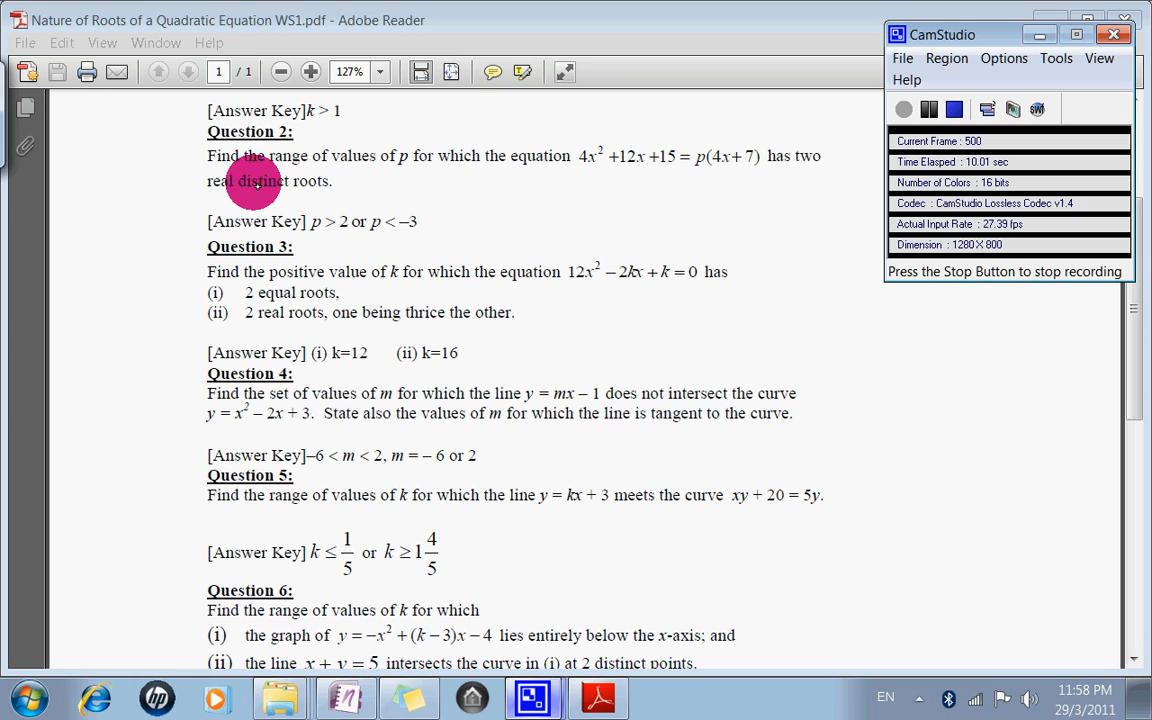 Nature of Roots of a Quadratic Equation WS1.pdf - Adobe Reader
File Edit View Window Help
1 / 1 127%
[Answer Key]k > 1
Question 2:
Find the range of values of p for which the equation 4x² +12x +15 = p(4x + 7) has two
real distinct roots.
[Answer Key] p > 2 or p < −3
Question 3:
Find the positive value of k for which the equation 12x² − 2kx + k = 0 has
(i) 2 equal roots,
(ii) 2 real roots, one being thrice the other.
[Answer Key] (i) k=12 (ii) k=16
Question 4:
Find the set of values of m for which the line y = mx – 1 does not intersect the curve
y = x² – 2x + 3. State also the values of m for which the line is tangent to the curve.
[Answer Key]–6 < m < 2, m = – 6 or 2
Question 5:
Find the range of values of k for which the line y = kx + 3 meets the curve xy + 20 = 5y.
[Answer Key] k ≤ 1/5 or k ≥ 1 4/5
Question 6:
Find the range of values of k for which
(i) the graph of y = −x² + (k − 3)x − 4 lies entirely below the x-axis; and
(ii) the line x + y = 5 intersects the curve in (i) at 2 distinct points.
CamStudio
File Region Options Tools View
Help
Current Frame : 500
Time Elasped : 10.01 sec
Number of Colors : 16 bits
Codec : CamStudio Lossless Codec v1.4
Actual Input Rate : 27.39 fps
Dimension : 1280 X 800
Press the Stop Button to stop recording
EN
11:58 PM
29/3/2011